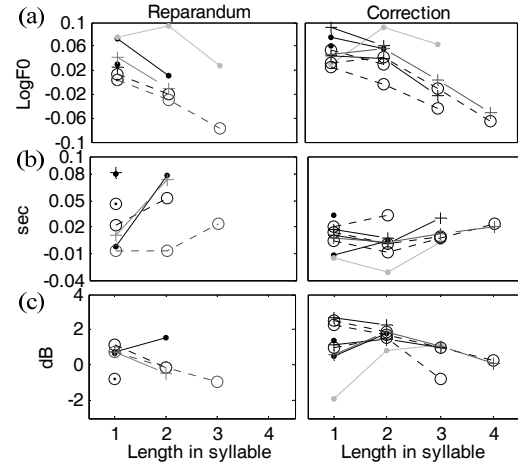 (a) Reparandum Correction
LogF0
0.1
0.06
0.02
-0.02
-0.06
-0.1
(b)
sec
0.1
0.08
0.05
0.02
-0.01
-0.04
(c)
dB
4
2
0
-2
1 2 3 4 1 2 3 4
Length in syllable Length in syllable